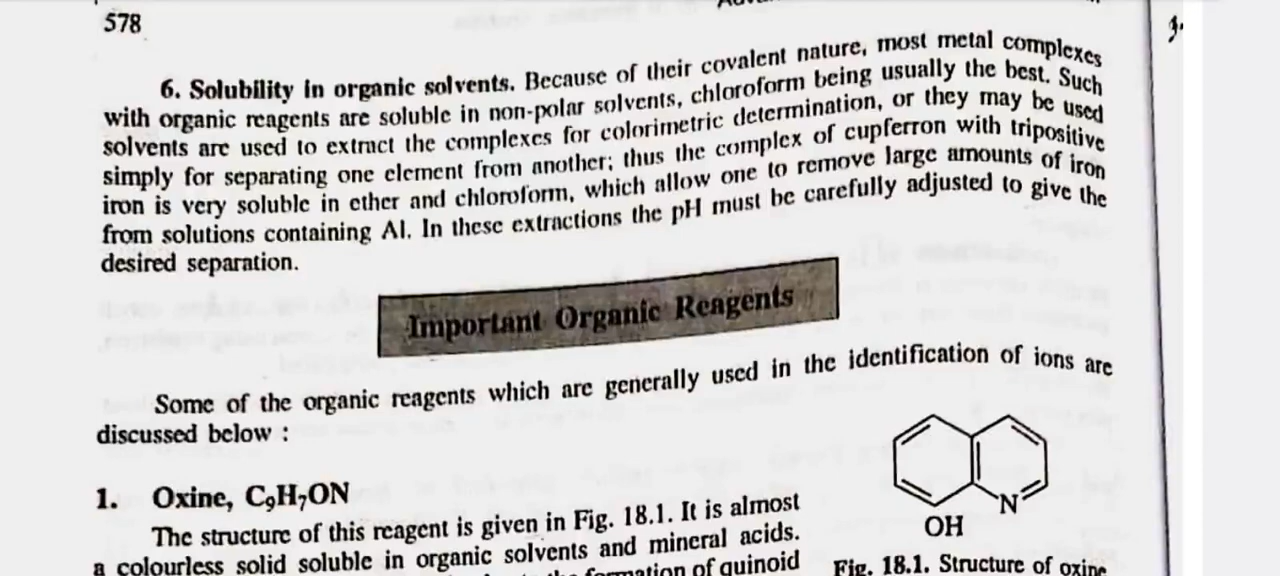 578
6. Solubility in organic solvents. Because of their covalent nature, most metal complexes
with organic reagents are soluble in non-polar solvents, chloroform being usually the best. Such
solvents are used to extract the complexes for colorimetric determination, or they may be used
simply for separating one element from another; thus the complex of cupferron with tripositive
iron is very soluble in ether and chloroform, which allow one to remove large amounts of iron
from solutions containing Al. In these extractions the pH must be carefully adjusted to give the
desired separation.
Important Organic Reagents
Some of the organic reagents which are generally used in the identification of ions are
discussed below :
1. Oxine, C₉H₇ON
The structure of this reagent is given in Fig. 18.1. It is almost
a colourless solid soluble in organic solvents and mineral acids.
formation of quinoid
N
OH
Fig. 18.1. Structure of oxine